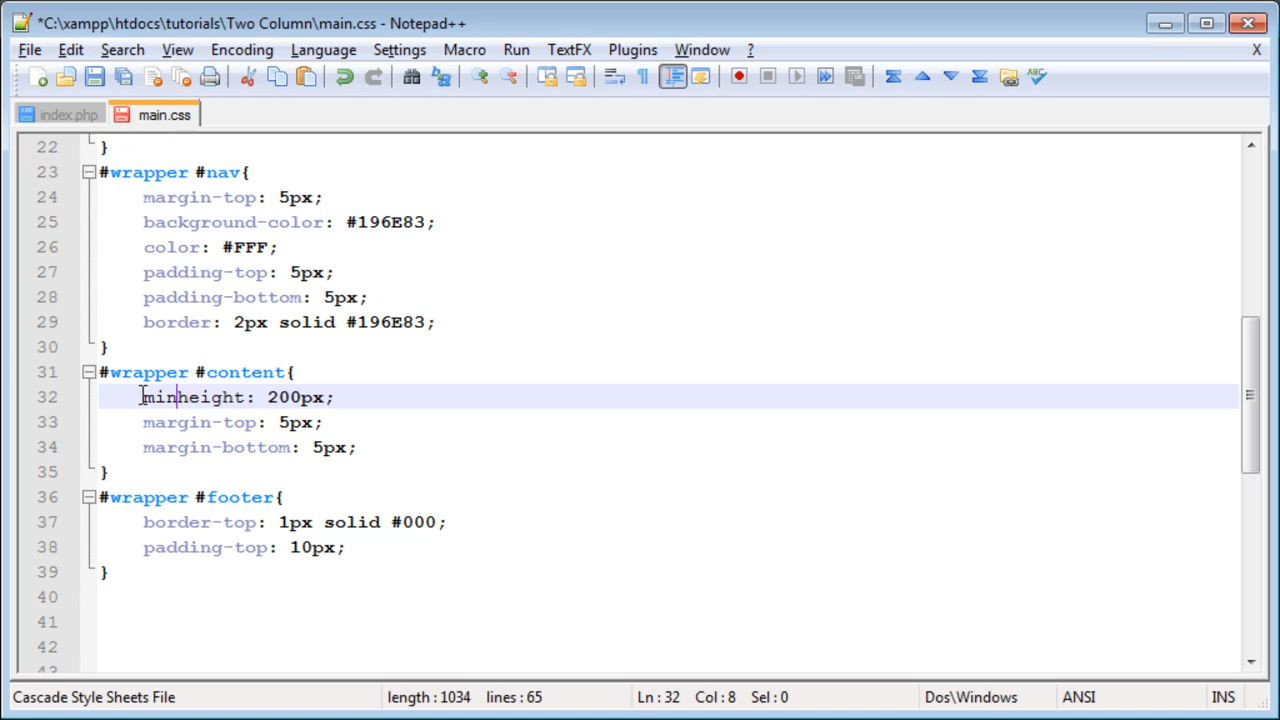 *C:\xampp\htdocs\tutorials\Two Column\main.css - Notepad++
File Edit Search View Encoding Language Settings Macro Run TextFX Plugins Window ? X
index.php main.css
22 }
23 #wrapper #nav{
24 margin-top: 5px;
25 background-color: #196E83;
26 color: #FFF;
27 padding-top: 5px;
28 padding-bottom: 5px;
29 border: 2px solid #196E83;
30 }
31 #wrapper #content{
32 minheight: 200px;
33 margin-top: 5px;
34 margin-bottom: 5px;
35 }
36 #wrapper #footer{
37 border-top: 1px solid #000;
38 padding-top: 10px;
39 }
40
41
42
43
Cascade Style Sheets File length : 1034 lines : 65 Ln : 32 Col : 8 Sel : 0 Dos\Windows ANSI INS